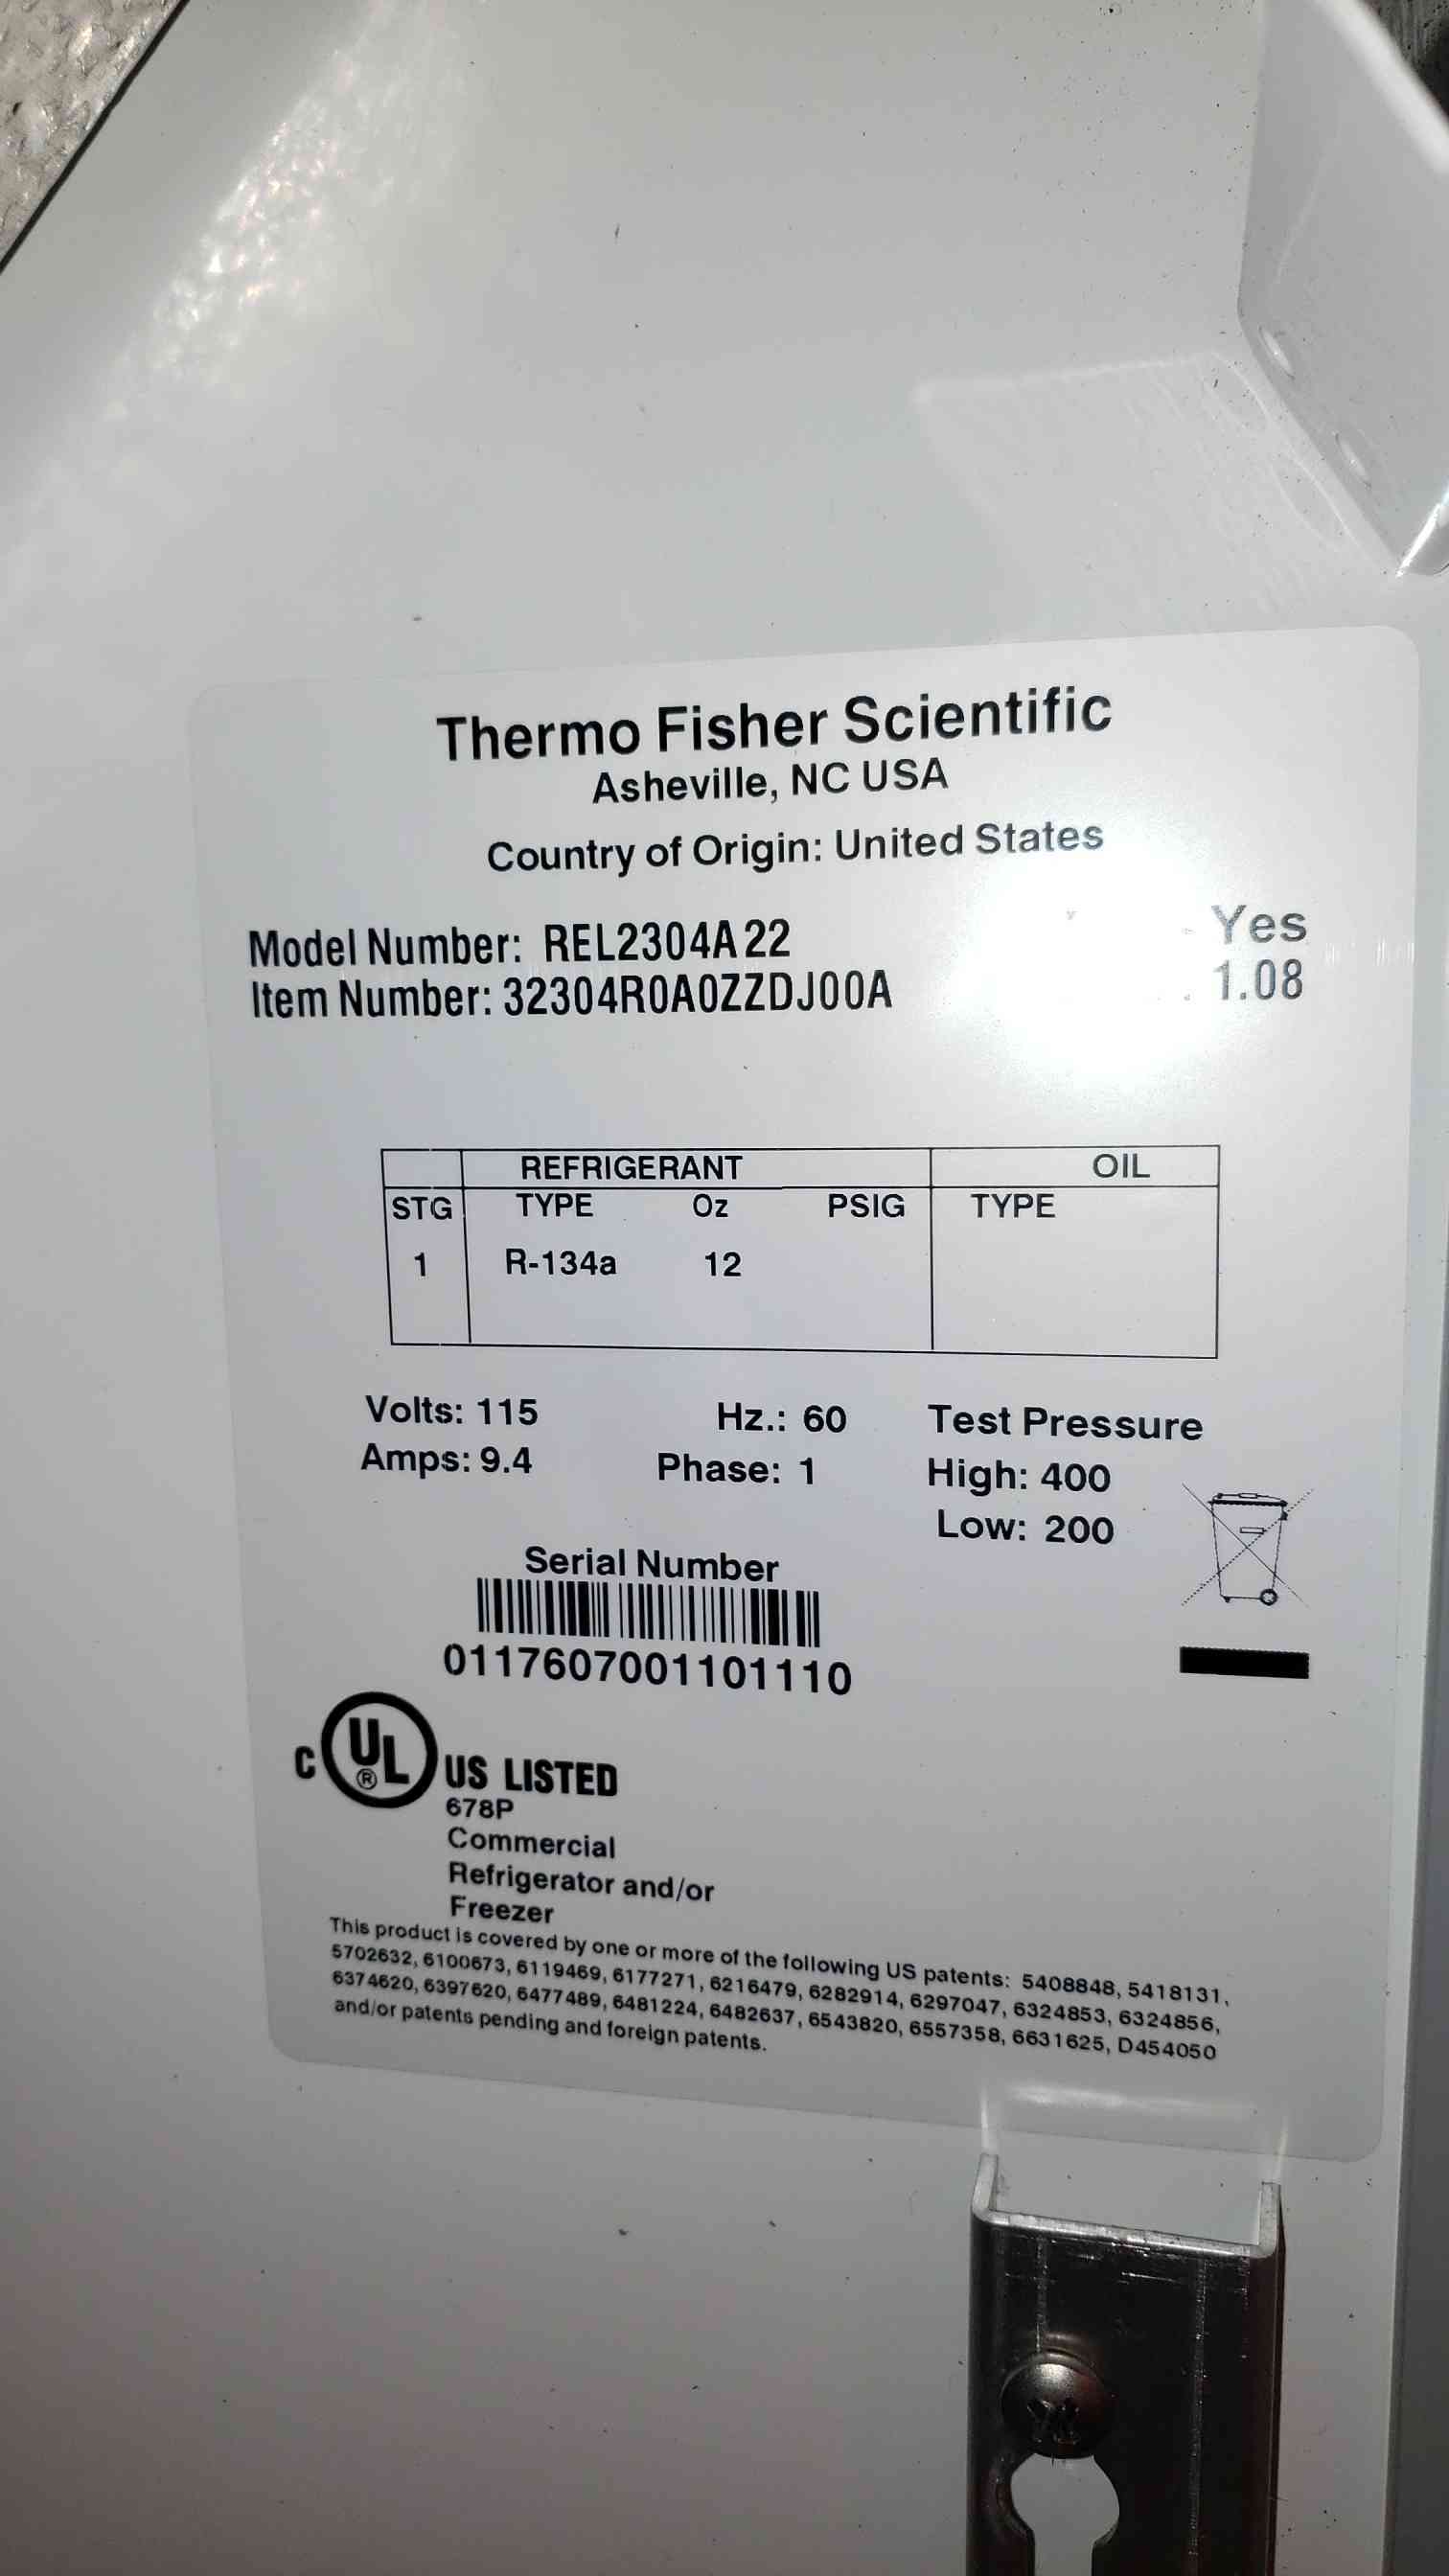 Thermo Fisher Scientific
Asheville, NC USA
Country of Origin: United States
Model Number: REL2304A22 Yes
Item Number: 32304R0A0ZZDJ00A 1.08
REFRIGERANT OIL
STG TYPE Oz PSIG TYPE
1 R-134a 12
Volts: 115 Hz.: 60 Test Pressure
Amps: 9.4 Phase: 1 High: 400
Low: 200
Serial Number
0117607001101110
C UL ® US LISTED
678P
Commercial
Refrigerator and/or
Freezer
This product is covered by one or more of the following US patents: 5408848, 5418131,
5702632, 6100673, 6119469, 6177271, 6216479, 6282914, 6297047, 6324853, 6324856,
6374620, 6397620, 6477489, 6481224, 6482637, 6543820, 6557358, 6631625, D454050
and/or patents pending and foreign patents.